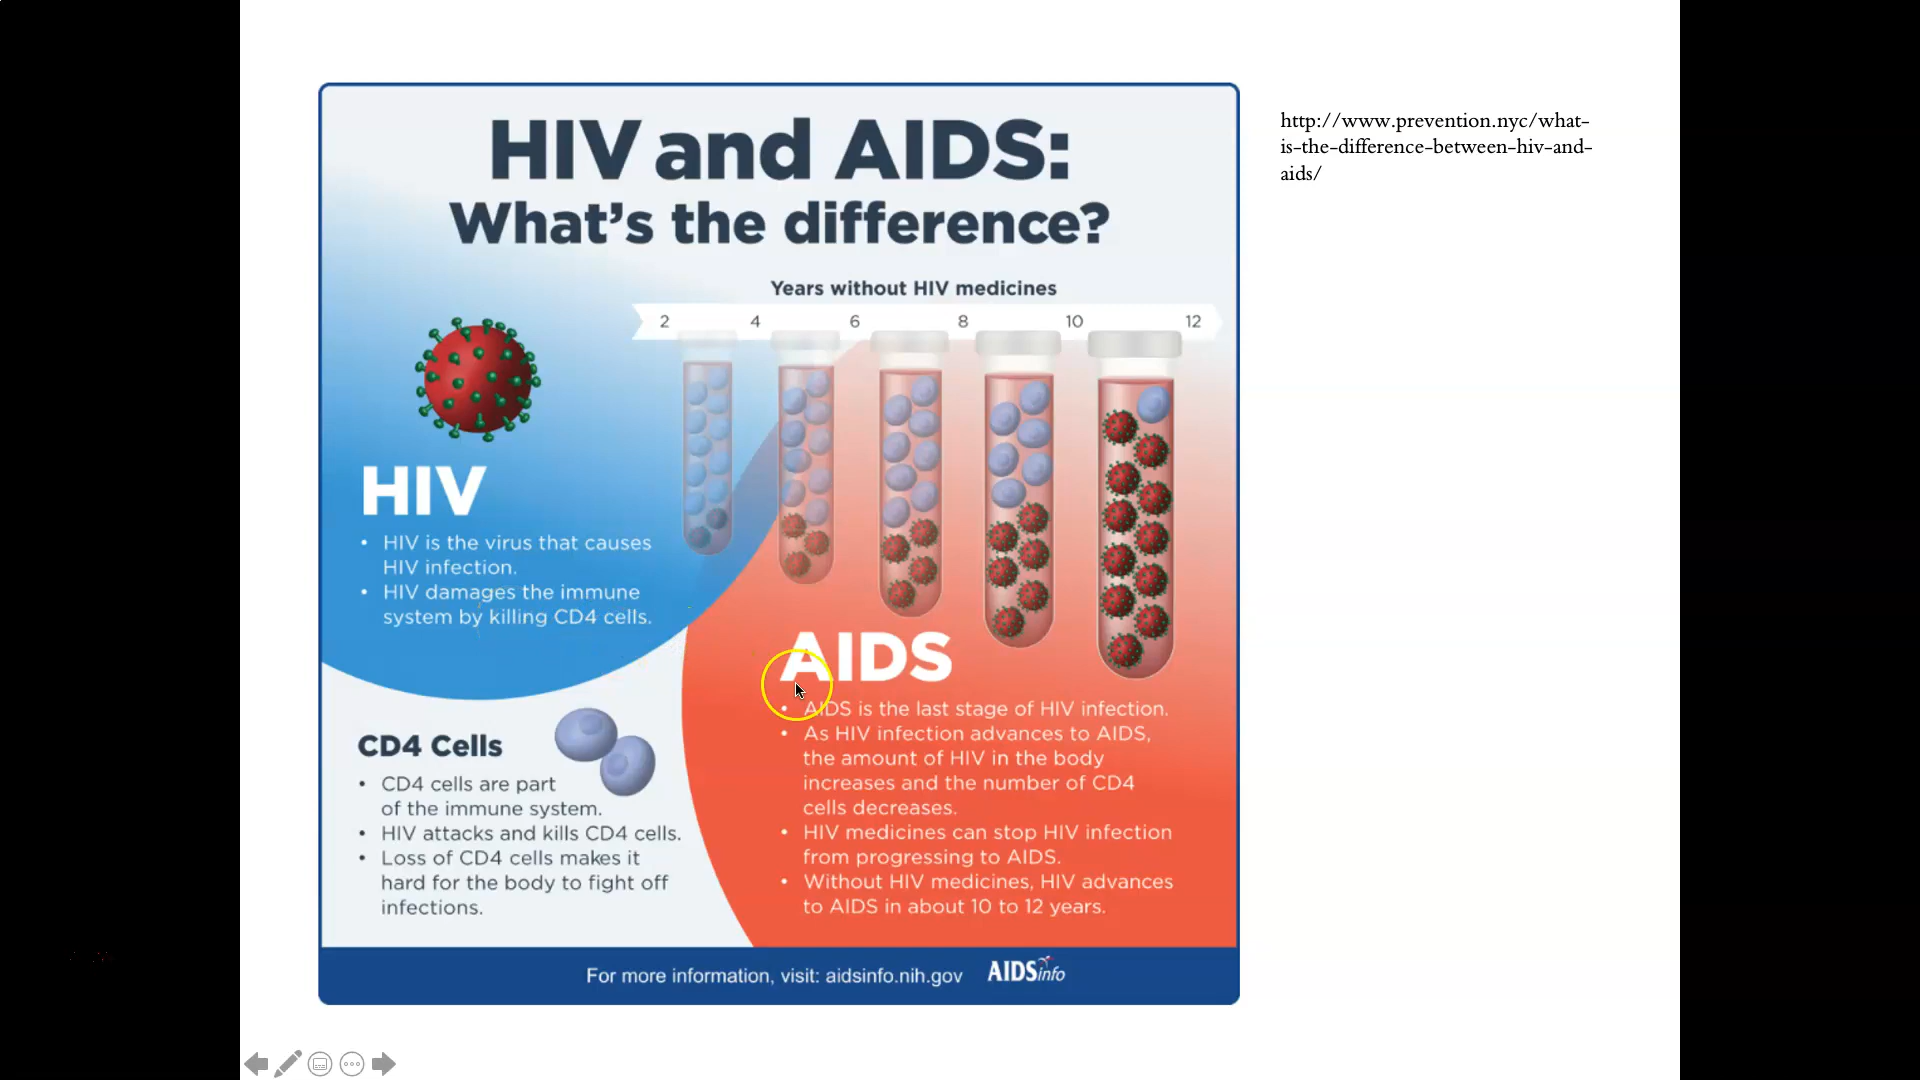 HIV and AIDS:
What's the difference?
http://www.prevention.nyc/what-
is-the-difference-between-hiv-and-
aids/
Years without HIV medicines
2 4 6 8 10 12
HIV
• HIV is the virus that causes
HIV infection.
• HIV damages the immune
system by killing CD4 cells.
CD4 Cells
• CD4 cells are part
of the immune system.
• HIV attacks and kills CD4 cells.
• Loss of CD4 cells makes it
hard for the body to fight off
infections.
AIDS
• AIDS is the last stage of HIV infection.
• As HIV infection advances to AIDS,
the amount of HIV in the body
increases and the number of CD4
cells decreases.
• HIV medicines can stop HIV infection
from progressing to AIDS.
• Without HIV medicines, HIV advances
to AIDS in about 10 to 12 years.
For more information, visit: aidsinfo.nih.gov AIDSinfo